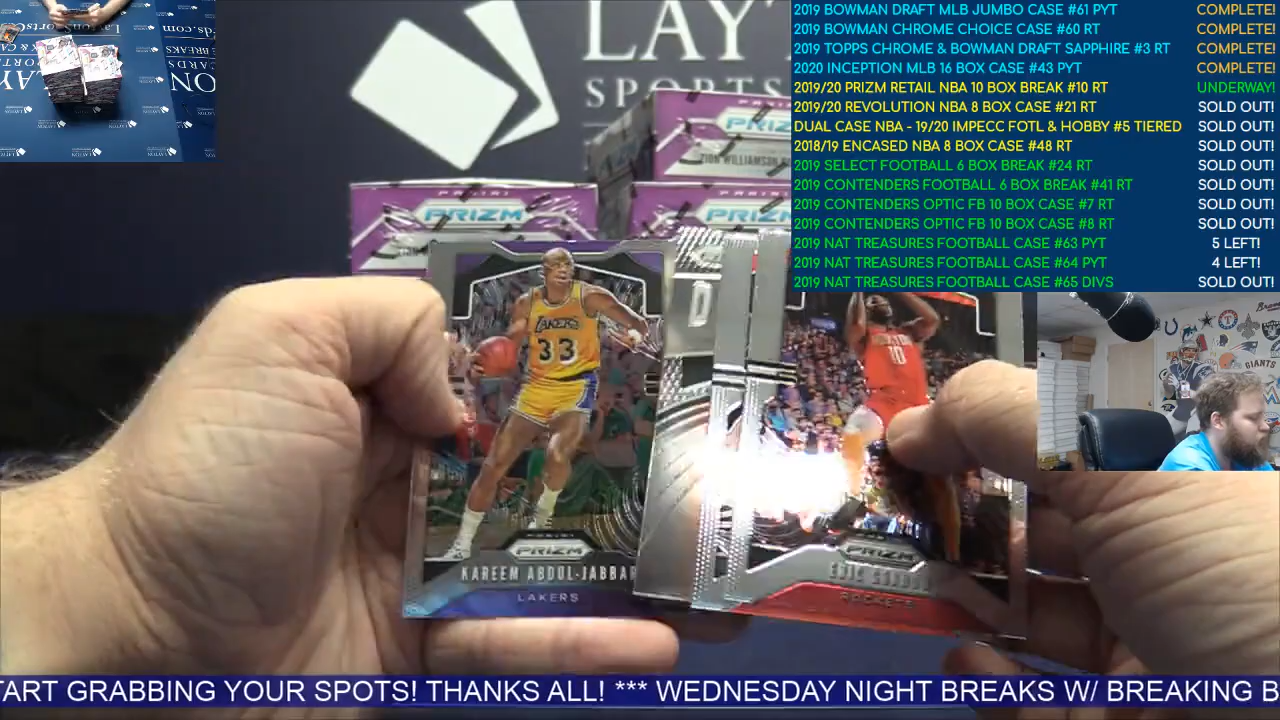 2019 BOWMAN DRAFT MLB JUMBO CASE #61 PYT COMPLETE!
2019 BOWMAN CHROME CHOICE CASE #60 RT COMPLETE!
2019 TOPPS CHROME & BOWMAN DRAFT SAPPHIRE #3 RT COMPLETE!
2020 INCEPTION MLB 16 BOX CASE #43 PYT COMPLETE!
2019/20 PRIZM RETAIL NBA 10 BOX BREAK #10 RT UNDERWAY!
2019/20 REVOLUTION NBA 8 BOX CASE #21 RT SOLD OUT!
DUAL CASE NBA - 19/20 IMPECC FOTL & HOBBY #5 TIERED SOLD OUT!
2018/19 ENCASED NBA 8 BOX CASE #48 RT SOLD OUT!
2019 SELECT FOOTBALL 6 BOX BREAK #24 RT SOLD OUT!
2019 CONTENDERS FOOTBALL 6 BOX BREAK #41 RT SOLD OUT!
2019 CONTENDERS OPTIC FB 10 BOX CASE #7 RT SOLD OUT!
2019 CONTENDERS OPTIC FB 10 BOX CASE #8 RT SOLD OUT!
2019 NAT TREASURES FOOTBALL CASE #63 PYT 5 LEFT!
2019 NAT TREASURES FOOTBALL CASE #64 PYT 4 LEFT!
2019 NAT TREASURES FOOTBALL CASE #65 DIVS SOLD OUT!
LAYT
SPORTS
PANINI
PRIZM
ZION WILLIAMSON
PANINI
PRIZM
PANINI
PRIZM
LAKERS
33
PANINI
PRIZM
KAREEM ABDUL-JABBAR
LAKERS
10
PRIZM
ROCKETS
GIANTS
TART GRABBING YOUR SPOTS! THANKS ALL! *** WEDNESDAY NIGHT BREAKS W/ BREAKING B